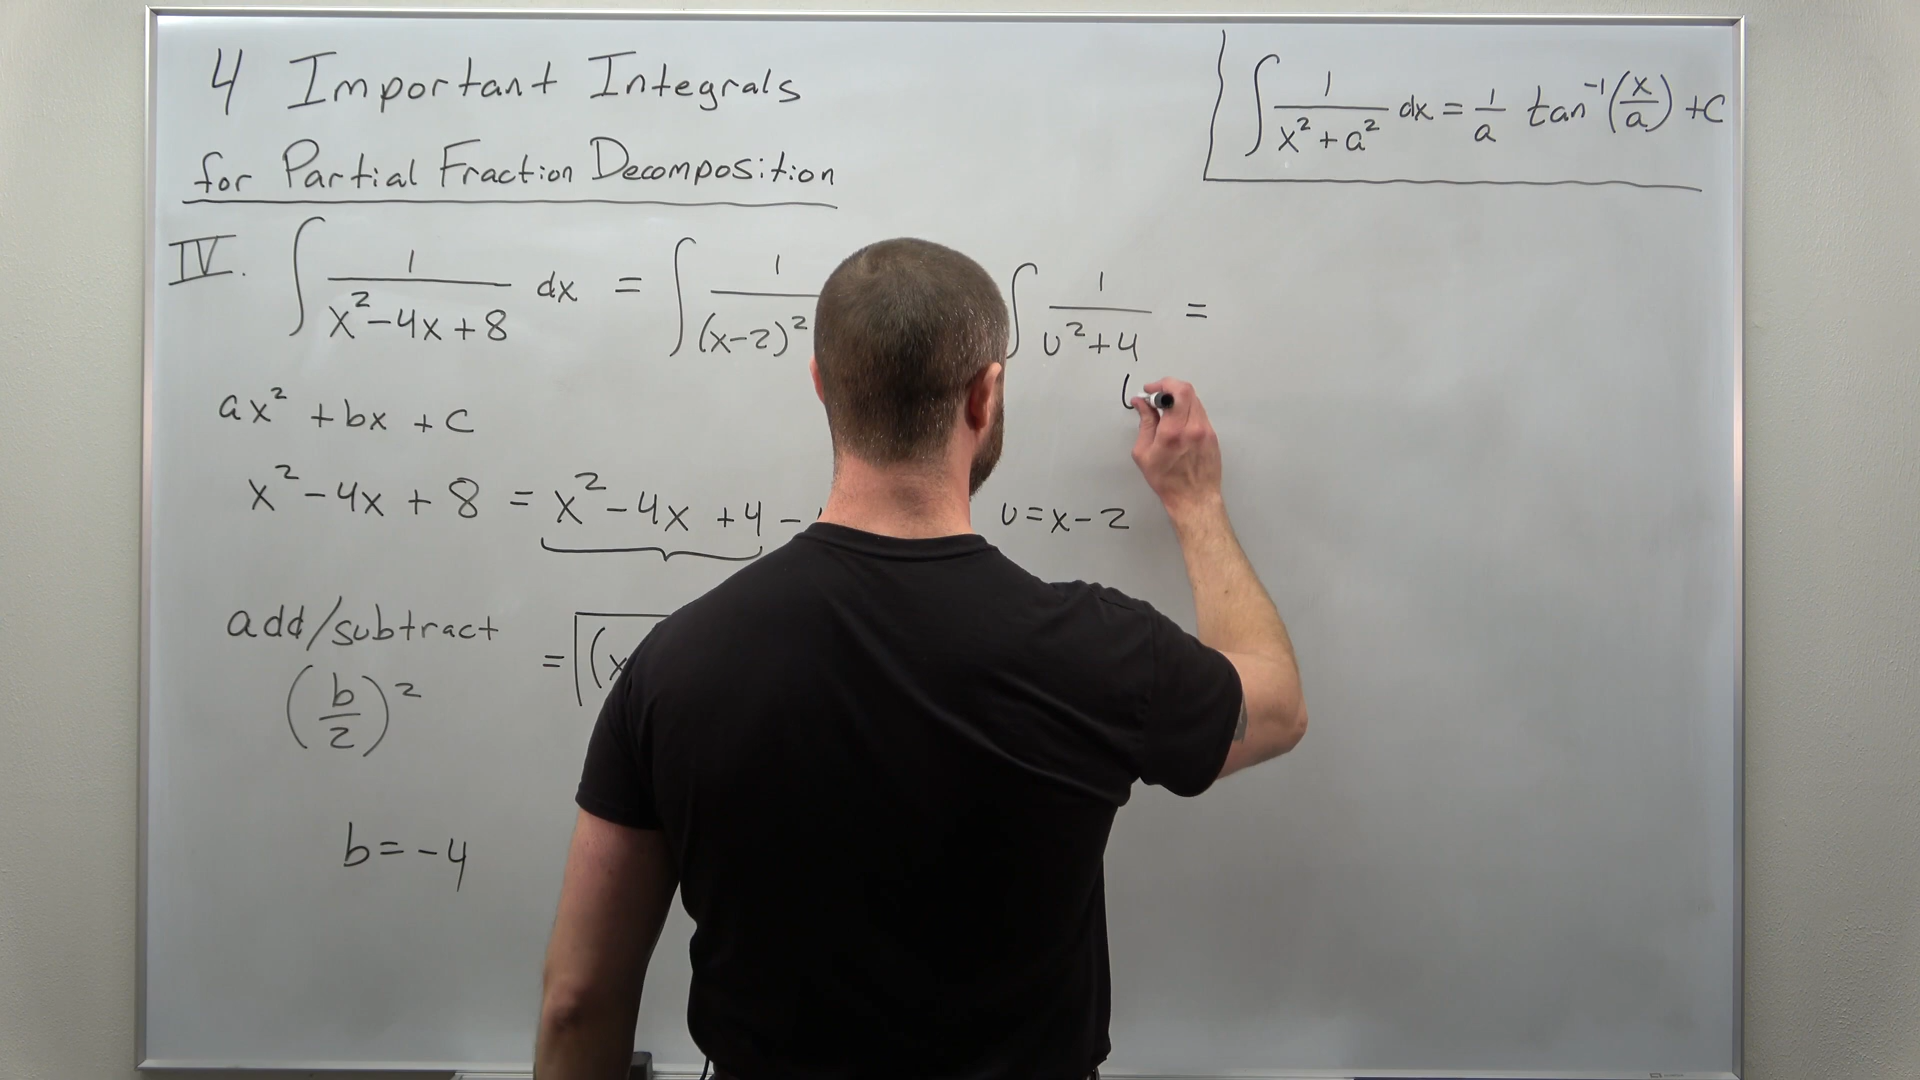 4 Important Integrals
for Partial Fraction Decomposition
∫ 1/(x² + a²) dx = 1/a tan⁻¹(x/a) + C
IV. ∫ 1/(x² - 4x + 8) dx = ∫ 1/(x-2)² ∫ 1/(u² + 4) =
ax² + bx + c
x² - 4x + 8 = x² - 4x + 4 -
u = x - 2
add/subtract
= (x
(b/2)²
b = -4